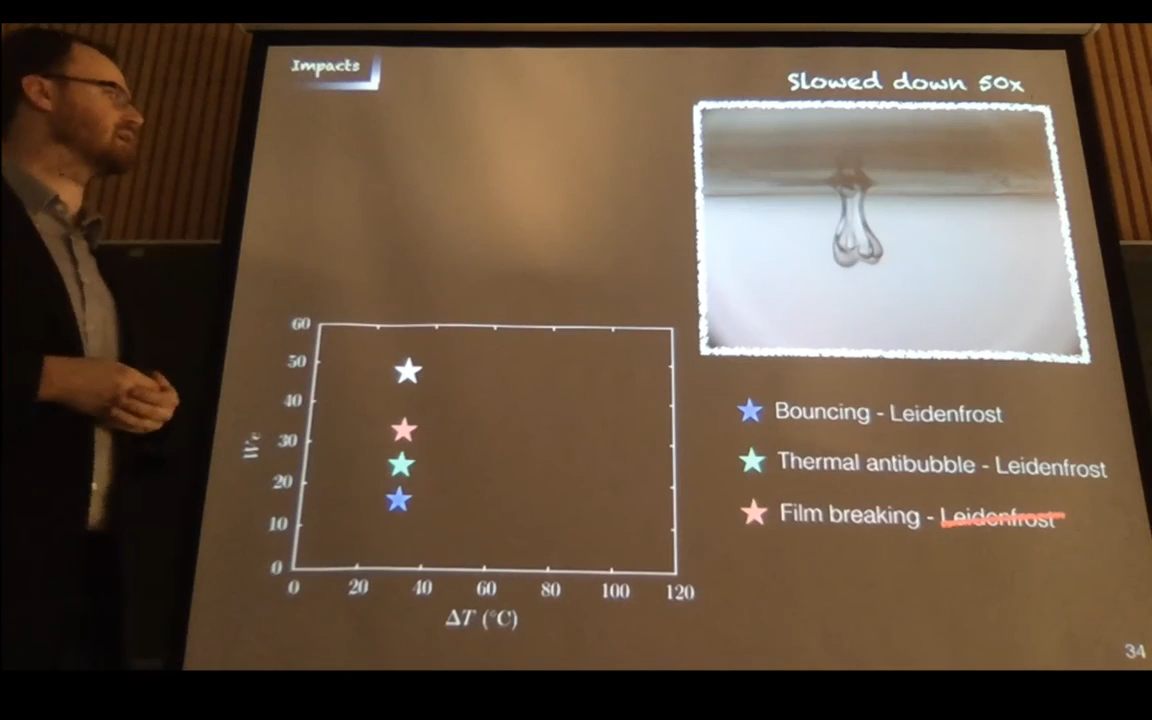 Impacts
Slowed down 50x
60
50
40
30
20
10
0
We
0 20 40 60 80 100 120
ΔT (°C)
Bouncing - Leidenfrost
Thermal antibubble - Leidenfrost
Film breaking - Leidenfrost
34